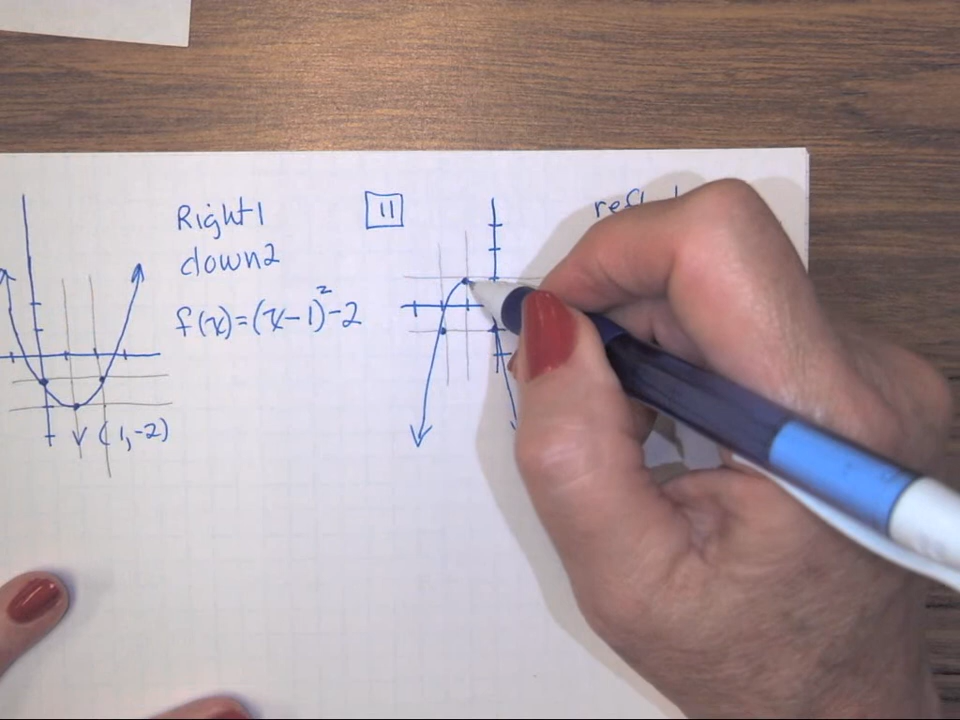 Right 1
down 2
f(x)=(x-1)²-2
V (1,-2)
11